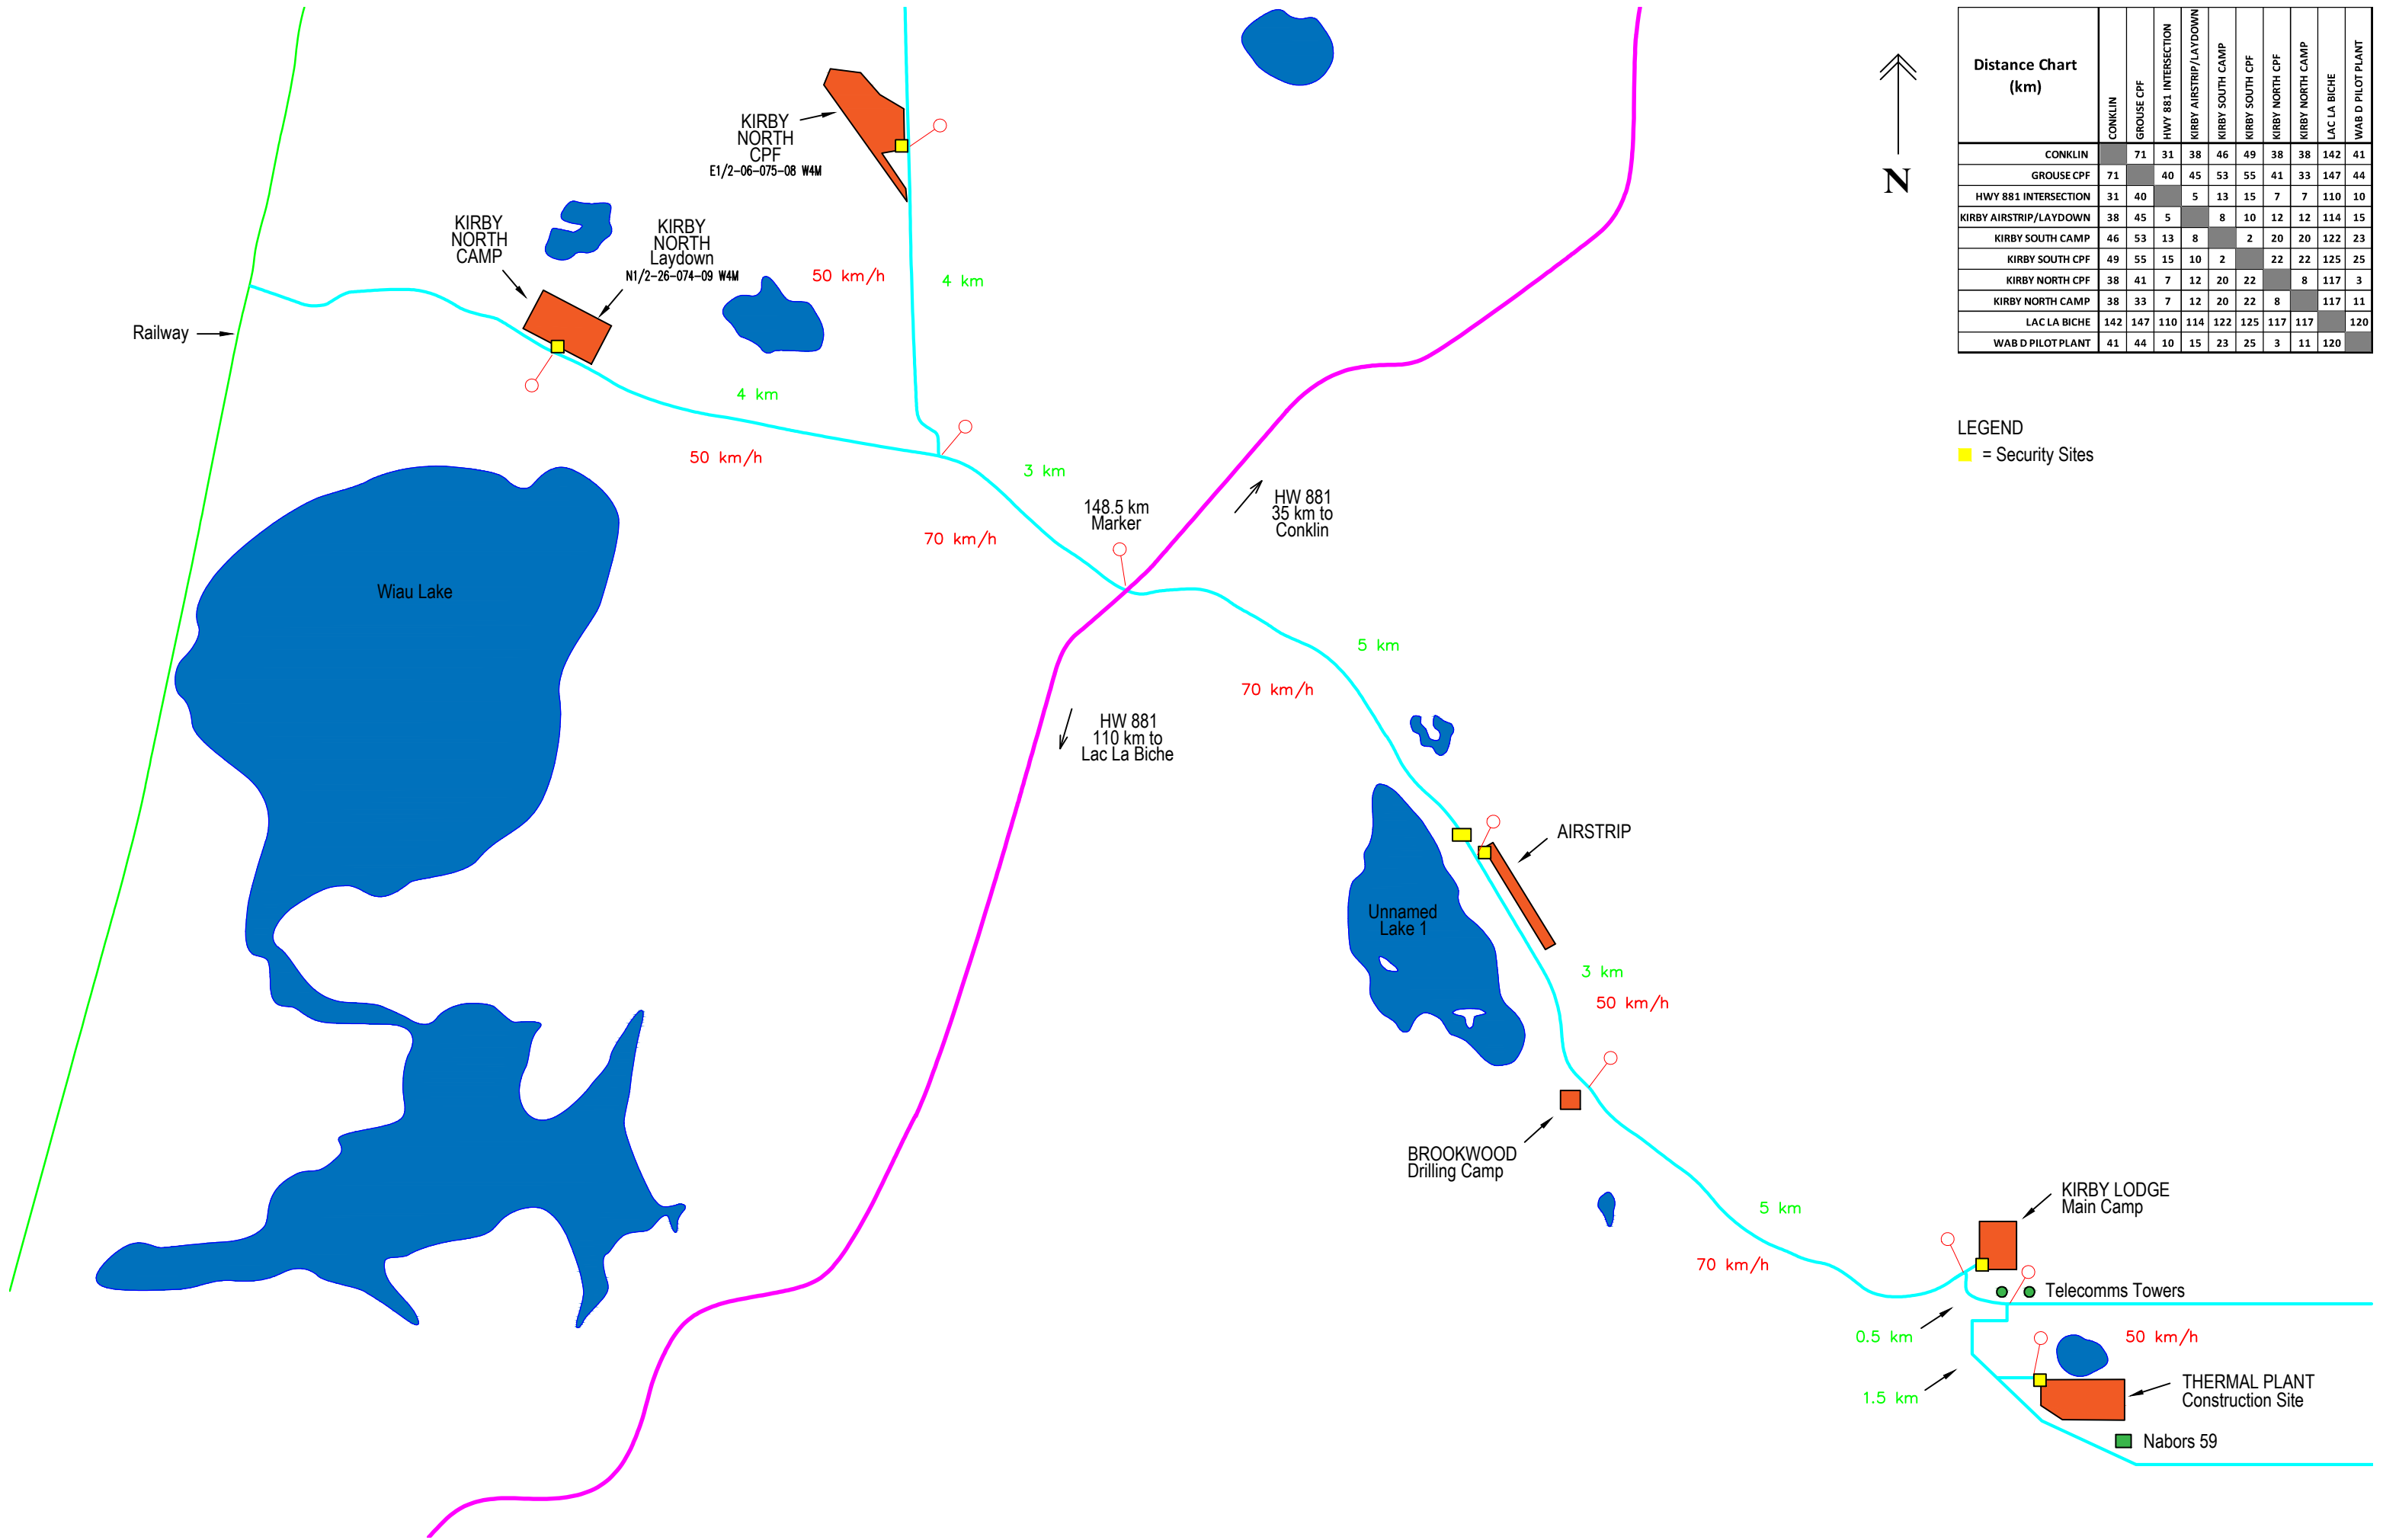 KIRBY
NORTH
CPF
E1/2-06-075-08 W4M
KIRBY
NORTH
CAMP
KIRBY
NORTH
Laydown
N1/2-26-074-09 W4M
50 km/h
4 km
Railway
4 km
50 km/h
3 km
70 km/h
148.5 km
Marker
HW 881
35 km to
Conklin
Wiau Lake
5 km
70 km/h
HW 881
110 km to
Lac La Biche
AIRSTRIP
Unnamed
Lake 1
3 km
50 km/h
BROOKWOOD
Drilling Camp
5 km
70 km/h
KIRBY LODGE
Main Camp
Telecomms Towers
0.5 km
50 km/h
1.5 km
THERMAL PLANT
Construction Site
Nabors 59
N
Distance Chart
(km)
CONKLIN
GROUSE CPF
HWY 881 INTERSECTION
KIRBY AIRSTRIP/LAYDOWN
KIRBY SOUTH CAMP
KIRBY SOUTH CPF
KIRBY NORTH CPF
KIRBY NORTH CAMP
LAC LA BICHE
WAB D PILOT PLANT
CONKLIN 71 31 38 46 49 38 38 142 41
GROUSE CPF 71 40 45 53 55 41 33 147 44
HWY 881 INTERSECTION 31 40 5 13 15 7 7 110 10
KIRBY AIRSTRIP/LAYDOWN 38 45 5 8 10 12 12 114 15
KIRBY SOUTH CAMP 46 53 13 8 2 20 20 122 23
KIRBY SOUTH CPF 49 55 15 10 2 22 22 125 25
KIRBY NORTH CPF 38 41 7 12 20 22 8 117 3
KIRBY NORTH CAMP 38 33 7 12 20 22 8 117 11
LAC LA BICHE 142 147 110 114 122 125 117 117 120
WAB D PILOT PLANT 41 44 10 15 23 25 3 11 120
LEGEND
= Security Sites